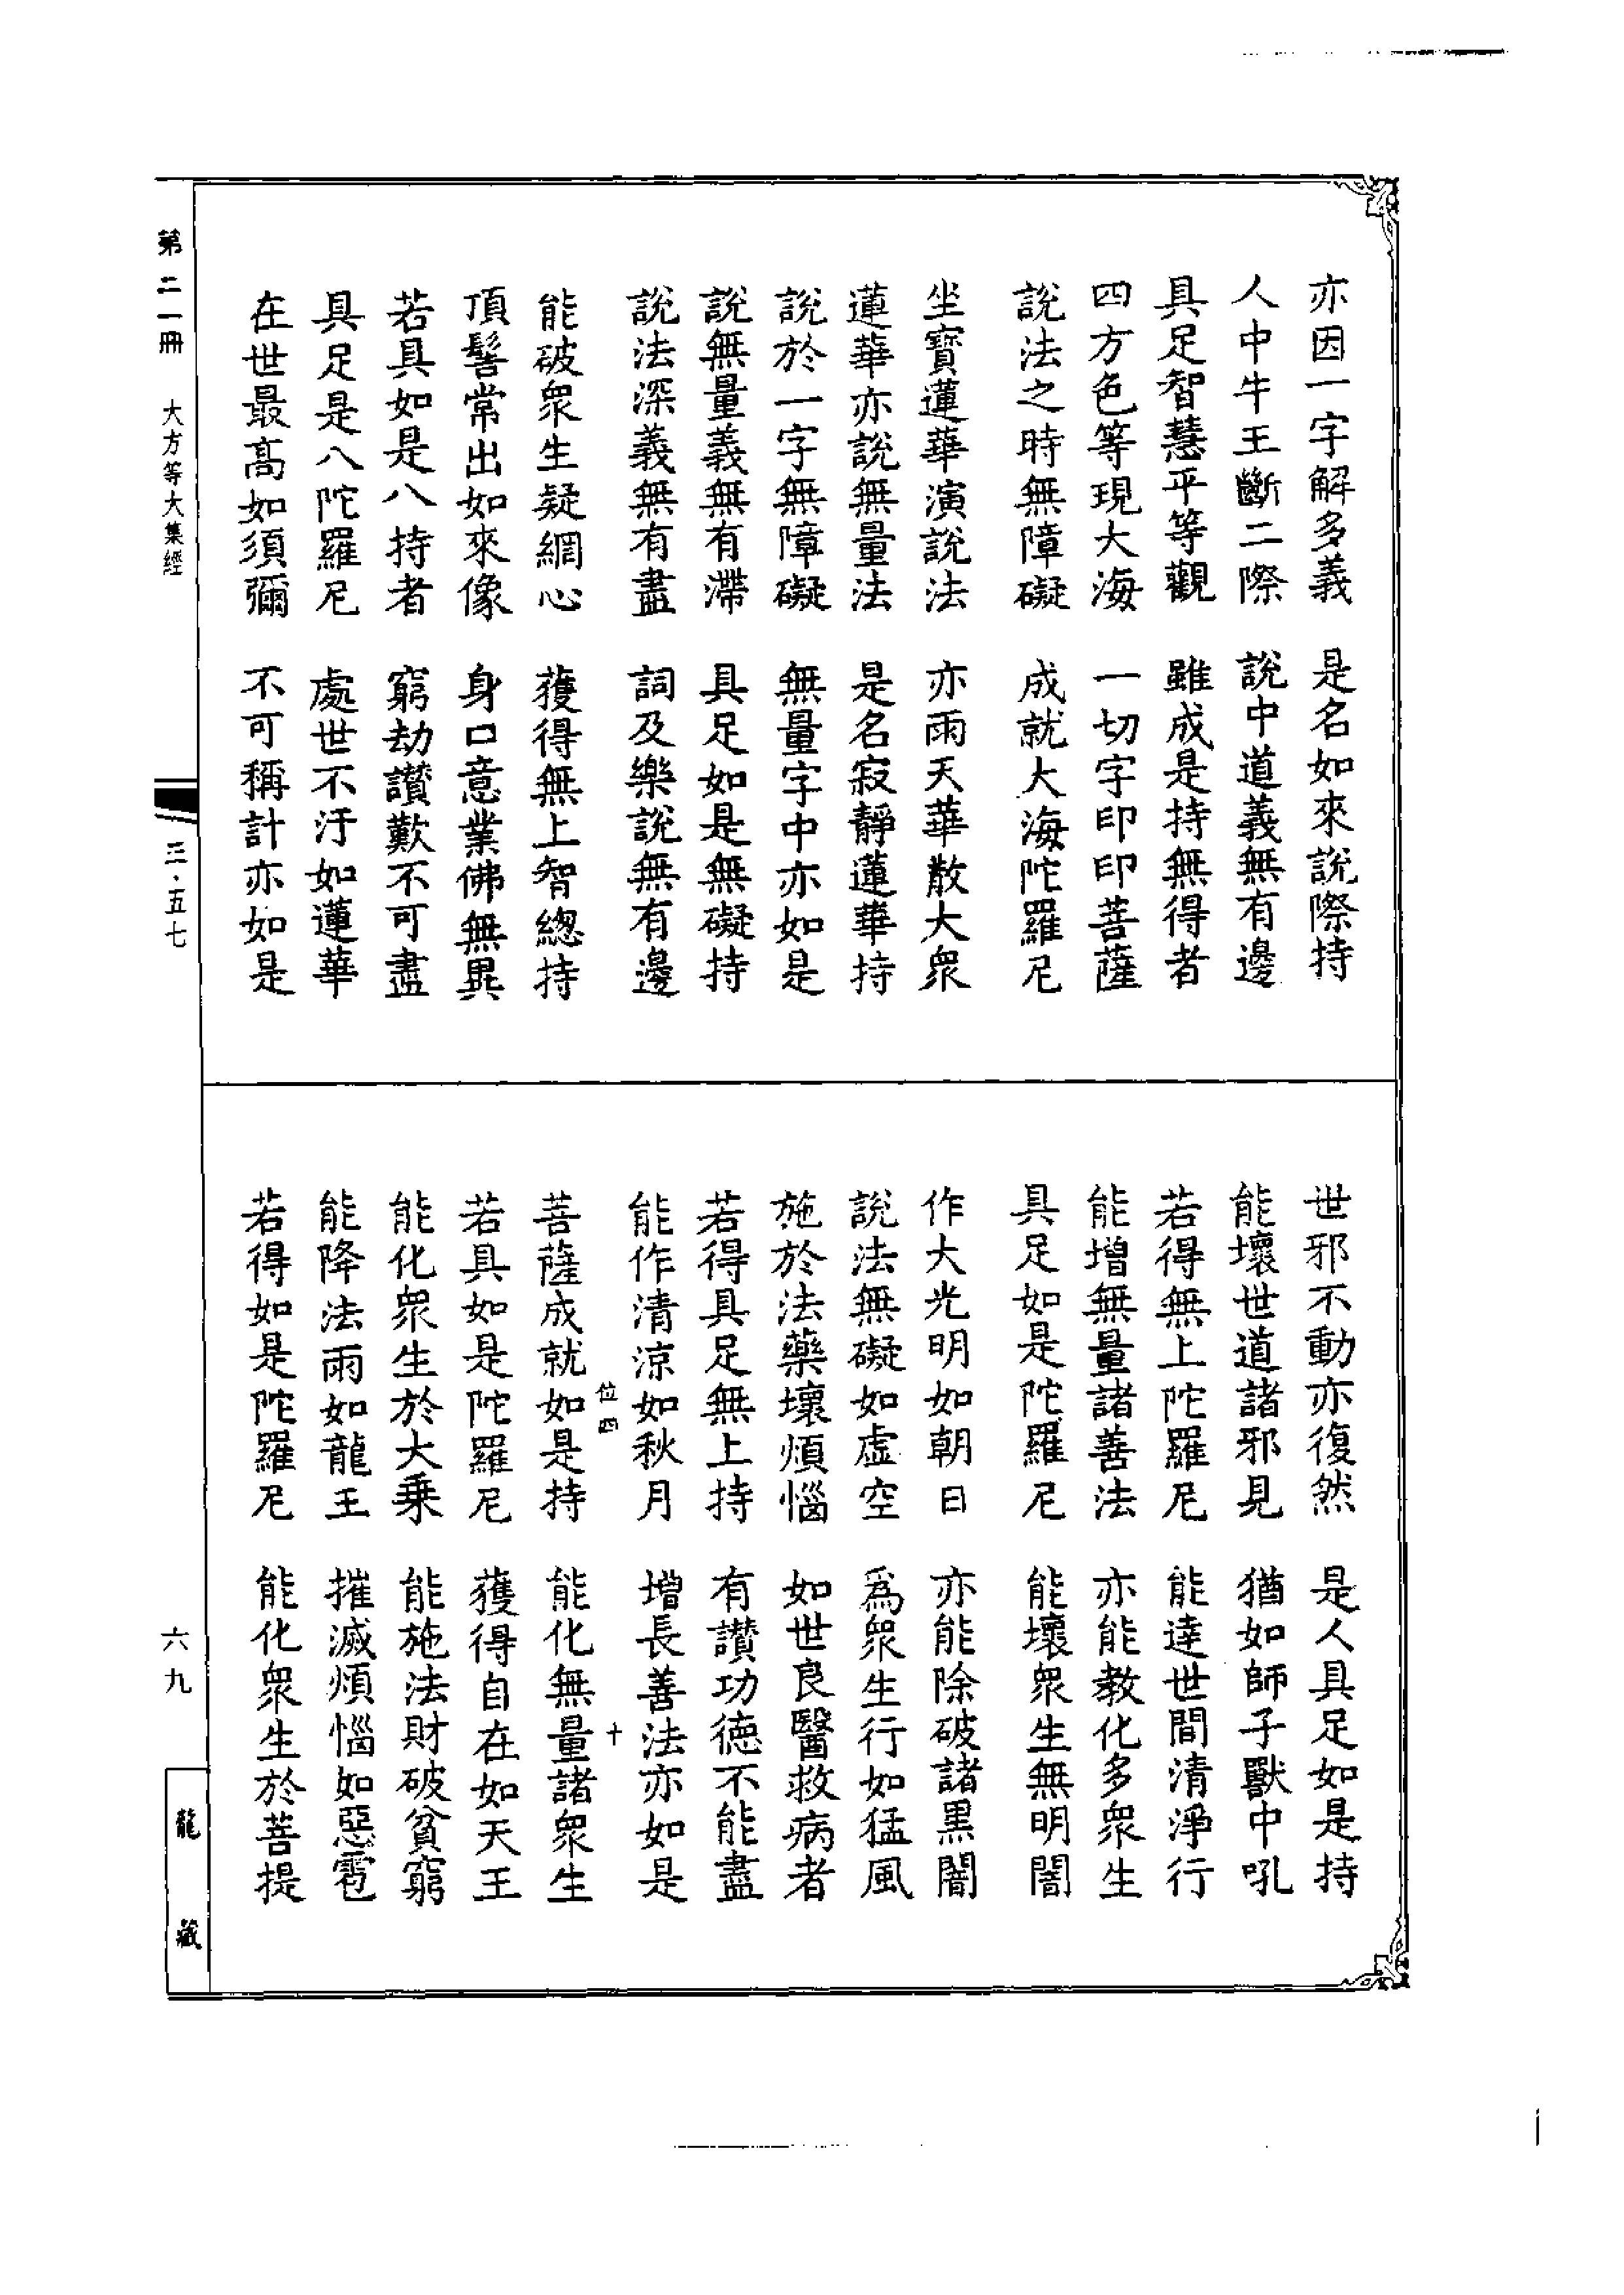 亦因一字解多義　是名如來說際持
人中牛王斷二際　說中道義無有邊
具足智慧平等觀　雖成是持無得者
四方色等現大海　一切字印印菩薩
說法之時無障礙　成就大海陀羅尼
坐寶蓮華演說法　亦雨天華散大眾
蓮華亦說無量法　是名寂靜蓮華持
說於一字無障礙　無量字中亦如是
說無量義無有滯　具足如是無礙持
說法深義無有盡　詞及樂說無有邊
能破眾生疑網心　獲得無上智總持
頂髻常出如來像　身口意業佛無異
若具如是八持者　窮劫讚歎不可盡
具足是八陀羅尼　處世不汙如蓮華
在世最高如須彌　不可稱計亦如是
世邪不動亦復然　是人具足如是持
能壞世道諸邪見　猶如師子獸中吼
若得無上陀羅尼　能達世間清淨行
能增無量諸善法　亦能教化多眾生
具足如是陀羅尼　能壞眾生無明闇
作大光明如朝日　亦能除破諸黑闇
說法無礙如虛空　為眾生行如猛風
施於法藥壞煩惱　如世良醫救病者
若得具足無上持　有讚功德不能盡
能作清涼如秋月　增長善法亦如是
位四　十
菩薩成就如是持　能化無量諸眾生
若具如是陀羅尼　獲得自在如天王
能化眾生於大乘　能施法財破貧窮
能降法雨如龍王　摧滅煩惱如惡雹
若得如是陀羅尼　能化眾生於菩提
第二一冊　大方等大集經　三·五七　六九　龍藏